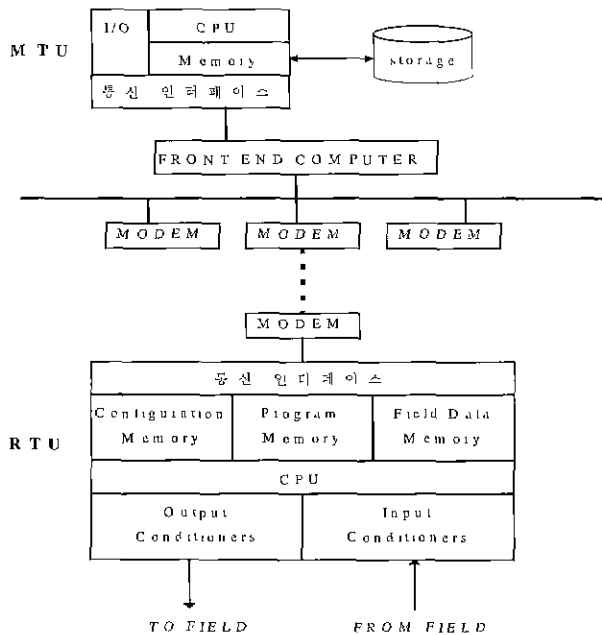 I/O
CPU
MTU
Memory
storage
통신 인터페이스
FRONT END COMPUTER
MODEM
MODEM
MODEM
MODEM
통신 인터페이스
Configuration
Memory
Program
Memory
Field Data
Memory
RTU
CPU
Output
Conditioners
Input
Conditioners
TO FIELD
FROM FIELD